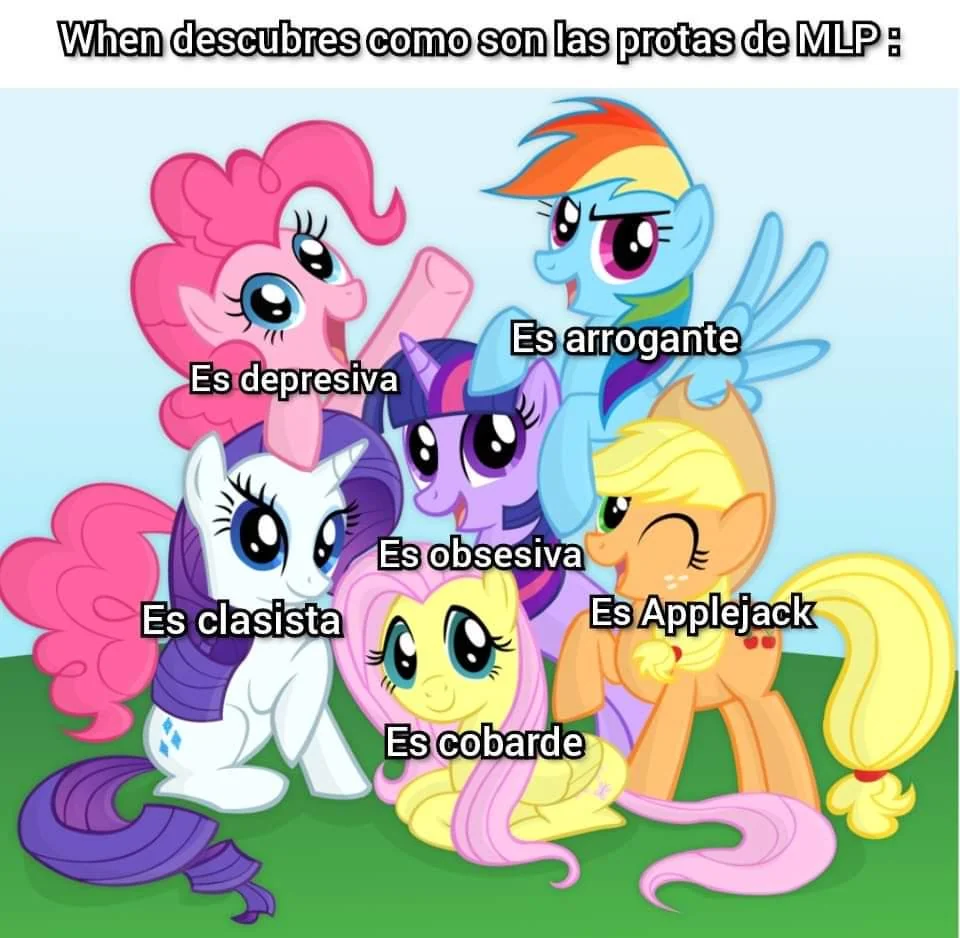 When descubres como son las protas de MLP :
Es arrogante
Es depresiva
Es obsesiva
Es clasista
Es Applejack
Es cobarde